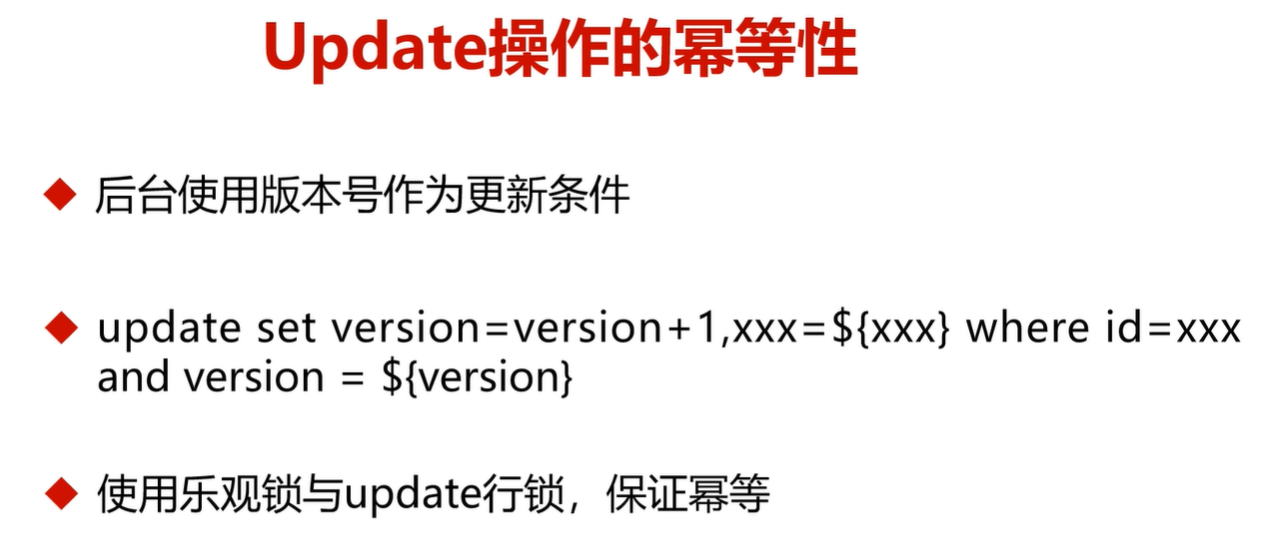 Update操作的幂等性
后台使用版本号作为更新条件
update set version=version+1,xxx=${xxx} where id=xxx
and version = ${version}
使用乐观锁与update行锁，保证幂等